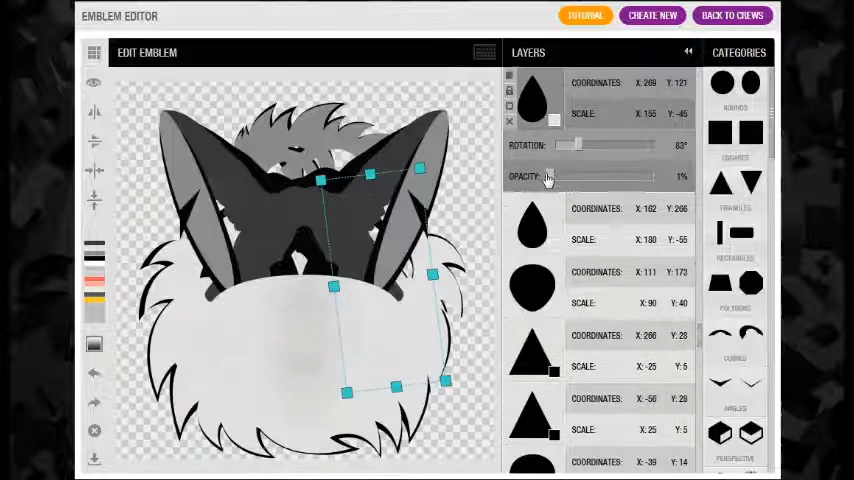 EMBLEM EDITOR
TUTORIAL
CREATE NEW
BACK TO CREWS
EDIT EMBLEM
LAYERS
CATEGORIES
COORDINATES: X: 269 Y: 121
SCALE: X: 155 Y: -45
ROTATION: 83°
OPACITY: 1%
COORDINATES: X: 162 Y: 266
SCALE: X: 180 Y: -55
COORDINATES: X: 111 Y: 173
SCALE: X: 90 Y: 40
COORDINATES: X: 266 Y: 28
SCALE: X: -25 Y: 5
COORDINATES: X: -56 Y: 28
SCALE: X: 25 Y: 5
COORDINATES: X: -39 Y: 14
ROUNDS
SQUARES
TRIANGLES
RECTANGLES
POLYGONS
CURVES
ANGLES
PERSPECTIVE